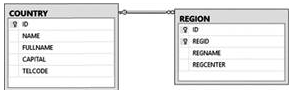 COUNTRY
ID
NAME
FULLNAME
CAPITAL
TELCODE
REGION
ID
REGID
REGNAME
REGCENTER